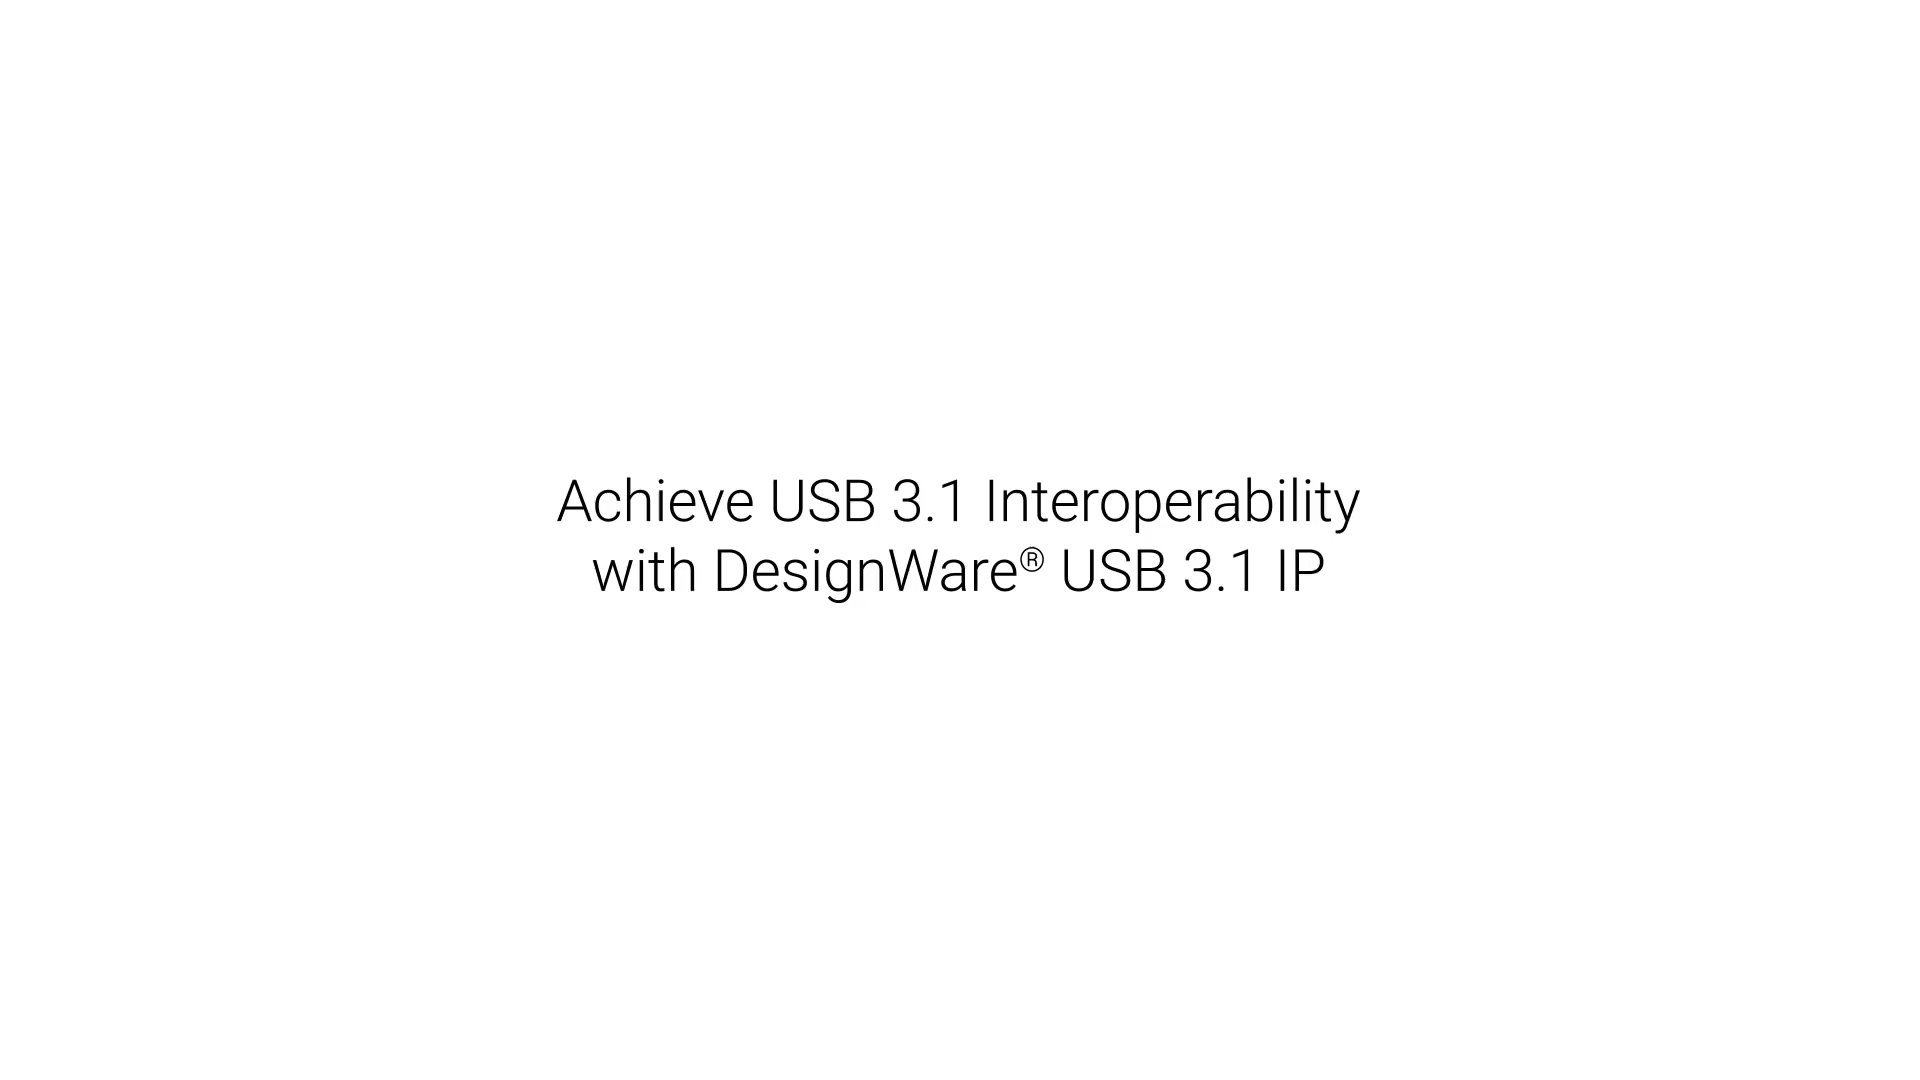 Achieve USB 3.1 Interoperability
with DesignWare® USB 3.1 IP